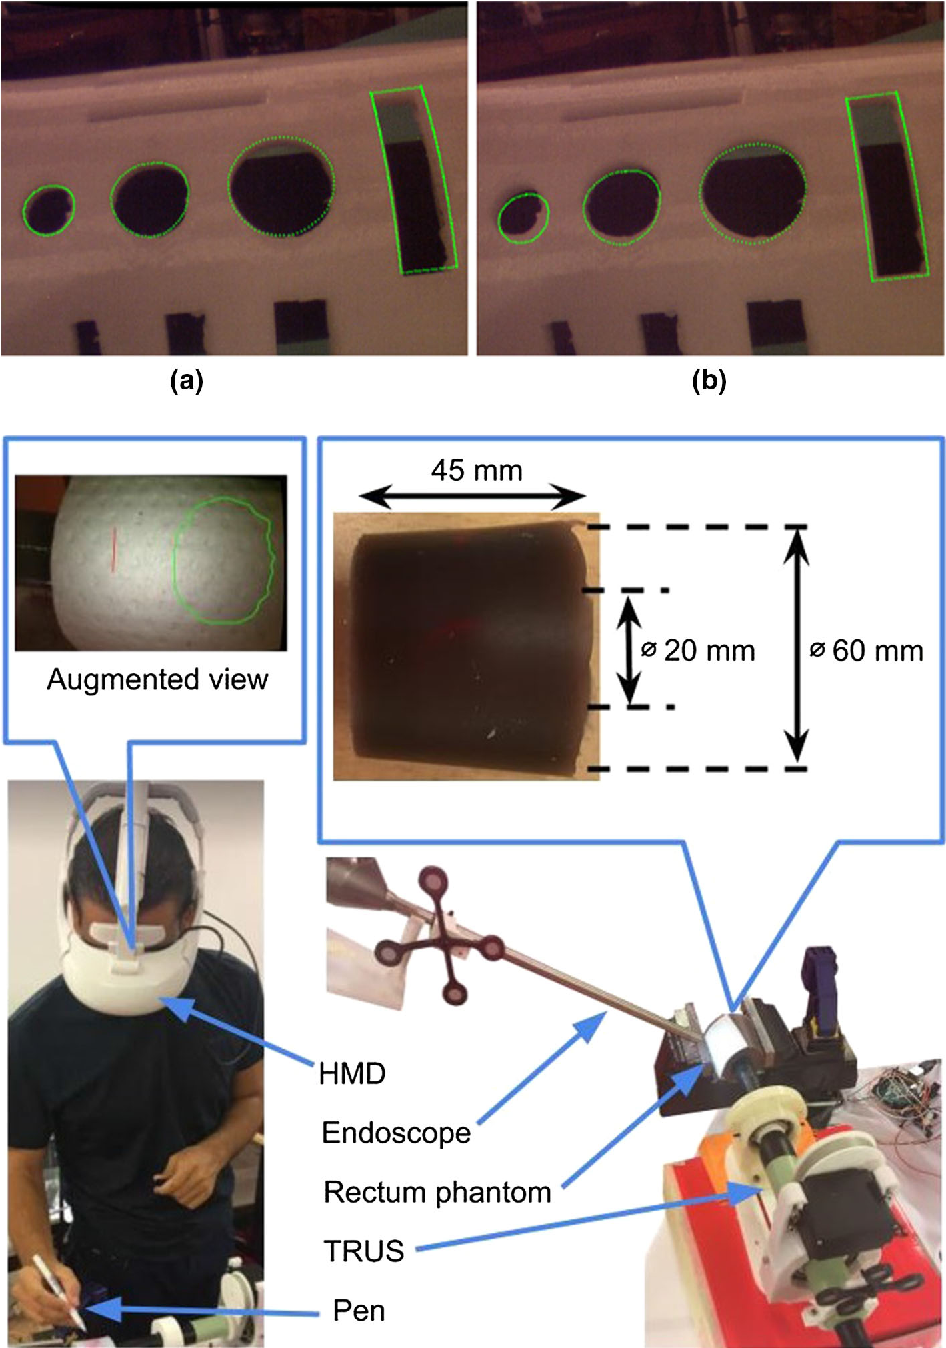 (a)
(b)
45 mm
⌀ 20 mm
⌀ 60 mm
Augmented view
HMD
Endoscope
Rectum phantom
TRUS
Pen